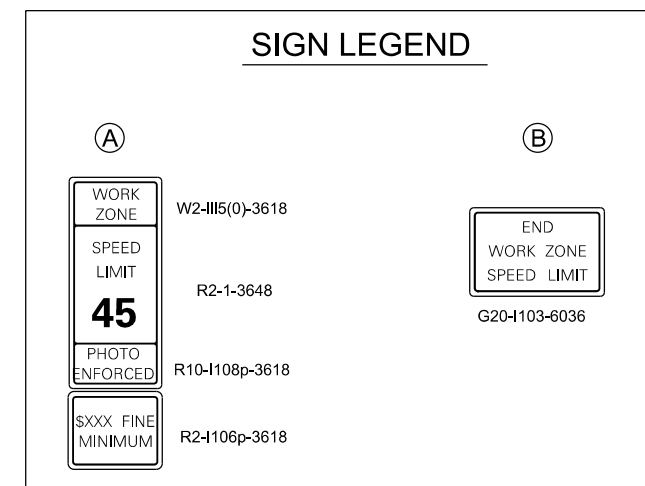 SIGN LEGEND
A
WORK
ZONE
W2-III5(0)-3618
SPEED
LIMIT
45
R2-1-3648
PHOTO
ENFORCED
R10-I108p-3618
$XXX FINE
MINIMUM
R2-I106p-3618
B
END
WORK ZONE
SPEED LIMIT
G20-I103-6036